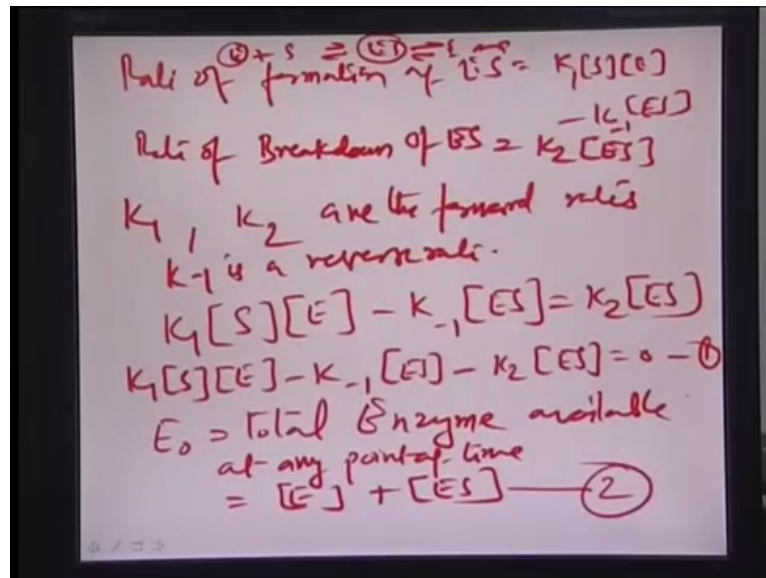 E + S ⇌ ES ⇌ E + P
Rate of formation of ES = K₁[S][E]
– K₋₁[ES]
Rate of Breakdown of ES = K₂[ES]
K₁, K₂ are the forward rates
K-1 is a reverse rate.
K₁[S][E] – K₋₁[ES] = K₂[ES]
K₁[S][E] – K₋₁[ES] – K₂[ES] = 0 – ①
E₀ = Total Enzyme available
at any point of time
= [E] + [ES] — ②